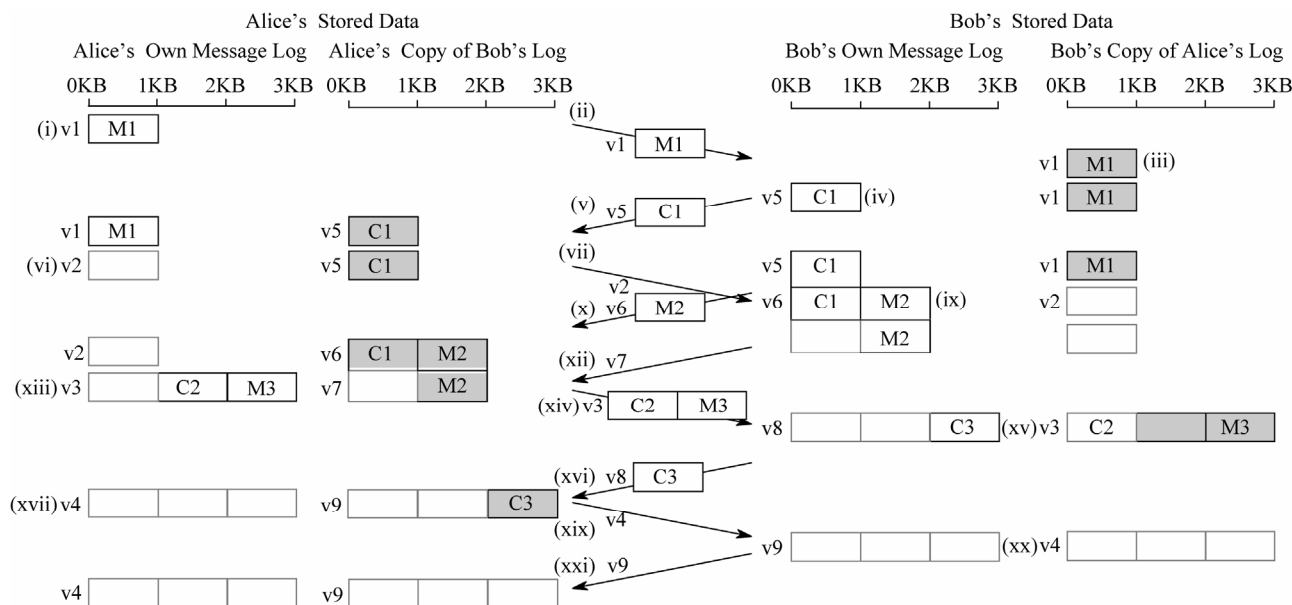 Alice's Stored Data Bob's Stored Data
Alice's Own Message Log Alice's Copy of Bob's Log Bob's Own Message Log Bob's Copy of Alice's Log
0KB 1KB 2KB 3KB 0KB 1KB 2KB 3KB 0KB 1KB 2KB 3KB 0KB 1KB 2KB 3KB
(i) v1 M1 (ii)
v1 M1
v1 M1 (iii)
v5 C1 (iv) v1 M1
(v) v5 C1
v1 M1 v5 C1
(vi) v2 v5 C1 (vii) v5 C1 v1 M1
v2
(x) v6 M2 v6 C1 M2 (ix) v2
M2
v2 v6 C1 M2 (xii) v7
(xiii) v3 C2 M3 v7 M2
(xiv) v3 C2 M3
v8 C3 (xv) v3 C2 M3
(xvi) v8 C3
(xvii) v4 v9 C3
(xix) v4
v9 (xx) v4
(xxi) v9
v4 v9